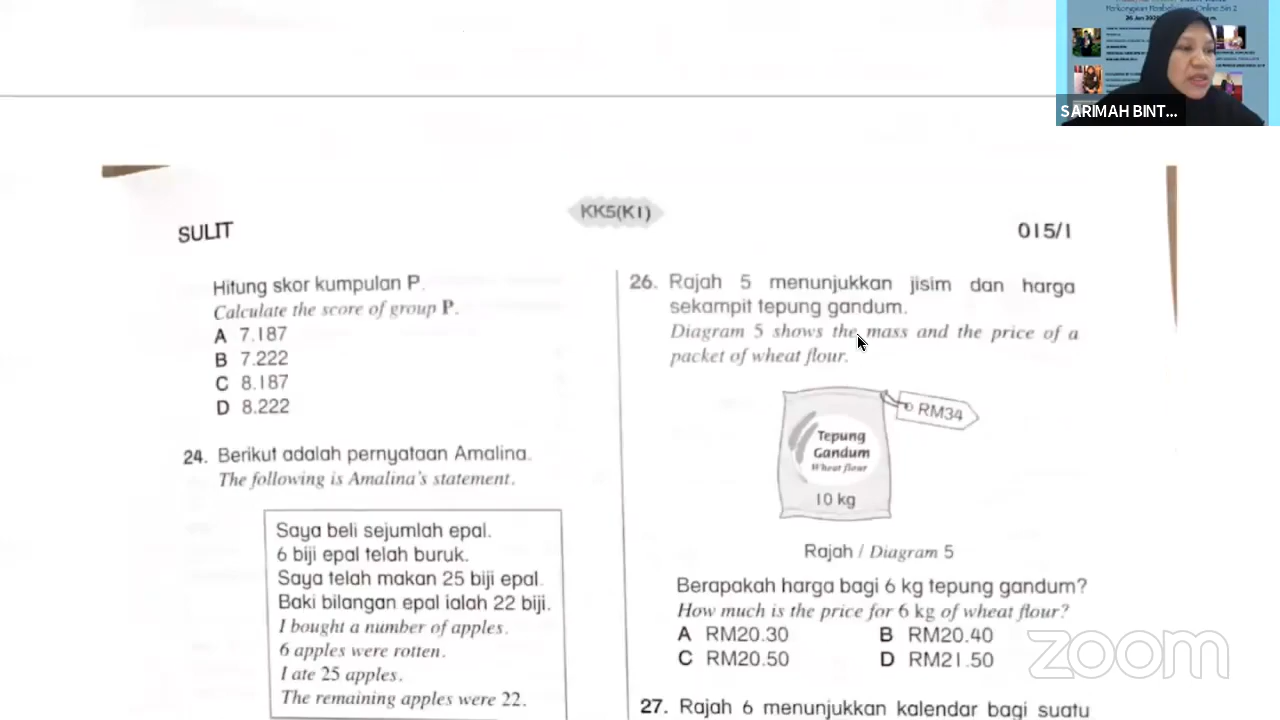 Perkongsian Pembelajaran Online Siri 2
SARIMAH BINT...
KK5(K1)
SULIT
015/1
Hitung skor kumpulan P.
Calculate the score of group P.
A 7.187
B 7.222
C 8.187
D 8.222
24. Berikut adalah pernyataan Amalina.
The following is Amalina's statement.
Saya beli sejumlah epal.
6 biji epal telah buruk.
Saya telah makan 25 biji epal.
Baki bilangan epal ialah 22 biji.
I bought a number of apples.
6 apples were rotten.
I ate 25 apples.
The remaining apples were 22.
26. Rajah 5 menunjukkan jisim dan harga
sekampit tepung gandum.
Diagram 5 shows the mass and the price of a
packet of wheat flour.
RM34
Tepung
Gandum
Wheat flour
10 kg
Rajah / Diagram 5
Berapakah harga bagi 6 kg tepung gandum?
How much is the price for 6 kg of wheat flour?
A RM20.30 B RM20.40
C RM20.50 D RM21.50
zoom
27. Rajah 6 menunjukkan kalendar bagi suatu